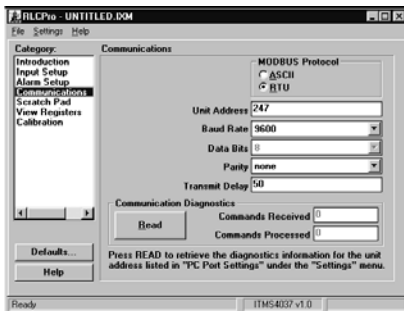 RLCPro - UNTITLED.IXM
File Settings Help
Category:
Introduction
Input Setup
Alarm Setup
Communications
Scratch Pad
View Registers
Calibration
Defaults...
Help
Communications
MODBUS Protocol
ASCII
RTU
Unit Address 247
Baud Rate 9600
Data Bits 8
Parity none
Transmit Delay 50
Communication Diagnostics
Read
Commands Received 0
Commands Processed 0
Press READ to retrieve the diagnostics information for the unit
address listed in "PC Port Settings" under the "Settings" menu.
Ready
ITMS4037 v1.0